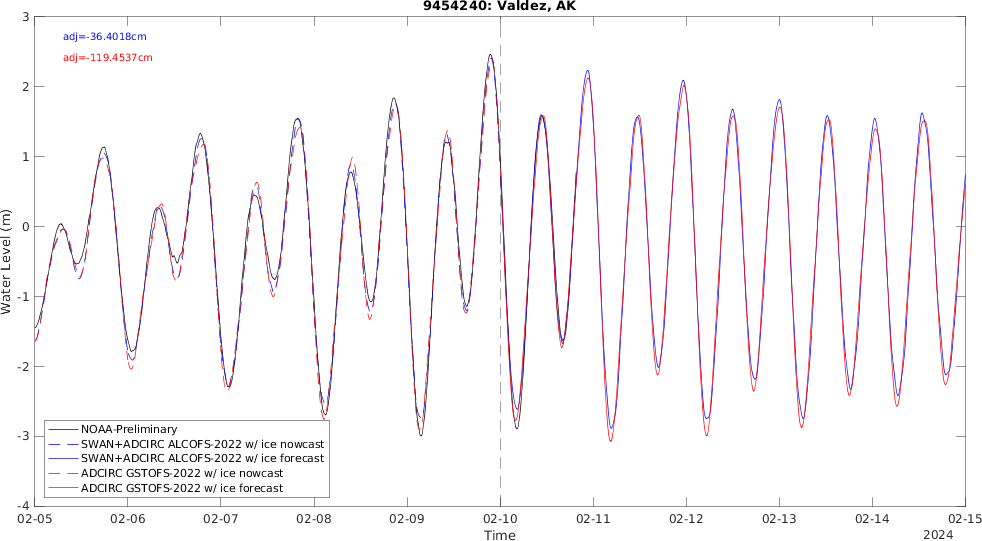 9454240: Valdez, AK
adj=-36.4018cm
adj=-119.4537cm
Water Level (m)
3
2
1
0
-1
-2
-3
-4
NOAA-Preliminary
SWAN+ADCIRC ALCOFS-2022 w/ ice nowcast
SWAN+ADCIRC ALCOFS-2022 w/ ice forecast
ADCIRC GSTOFS-2022 w/ ice nowcast
ADCIRC GSTOFS-2022 w/ ice forecast
02-05 02-06 02-07 02-08 02-09 02-10 02-11 02-12 02-13 02-14 02-15
Time
2024